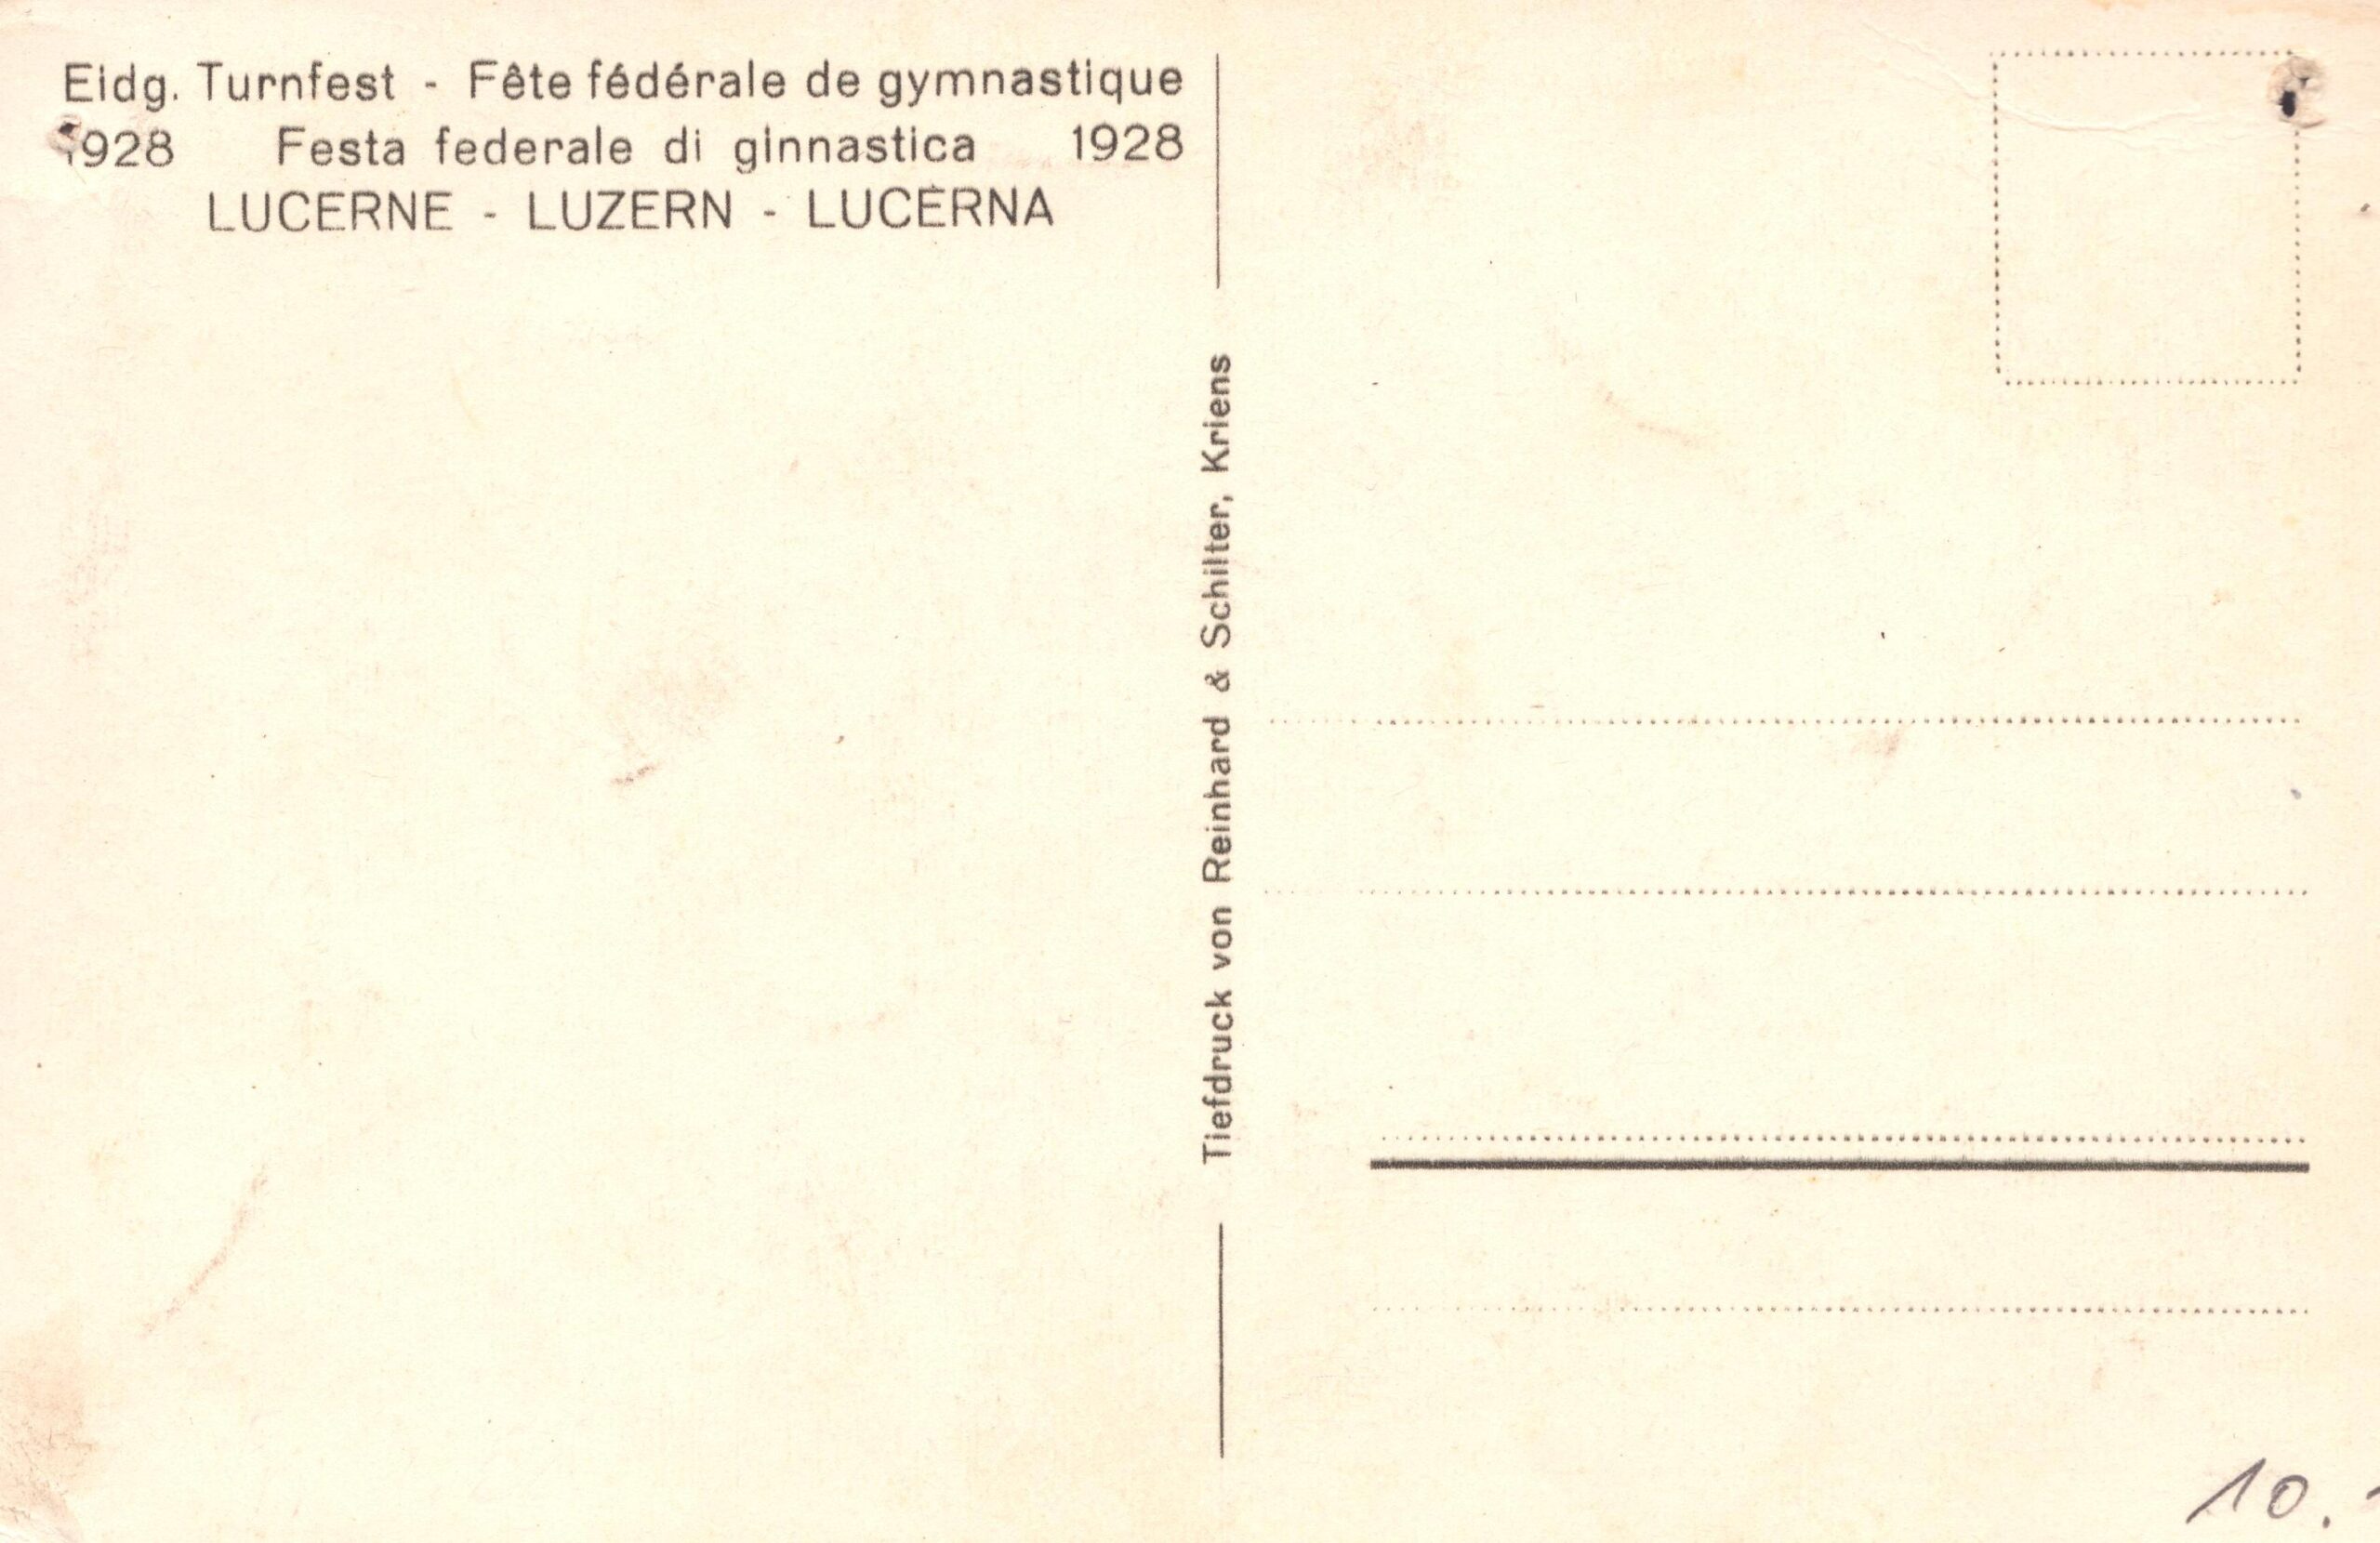 Eidg. Turnfest - Fête fédérale de gymnastique
1928 Festa federale di ginnastica 1928
LUCERNE - LUZERN - LUCERNA
Tiefdruck von Reinhard & Schilter, Kriens
10.-